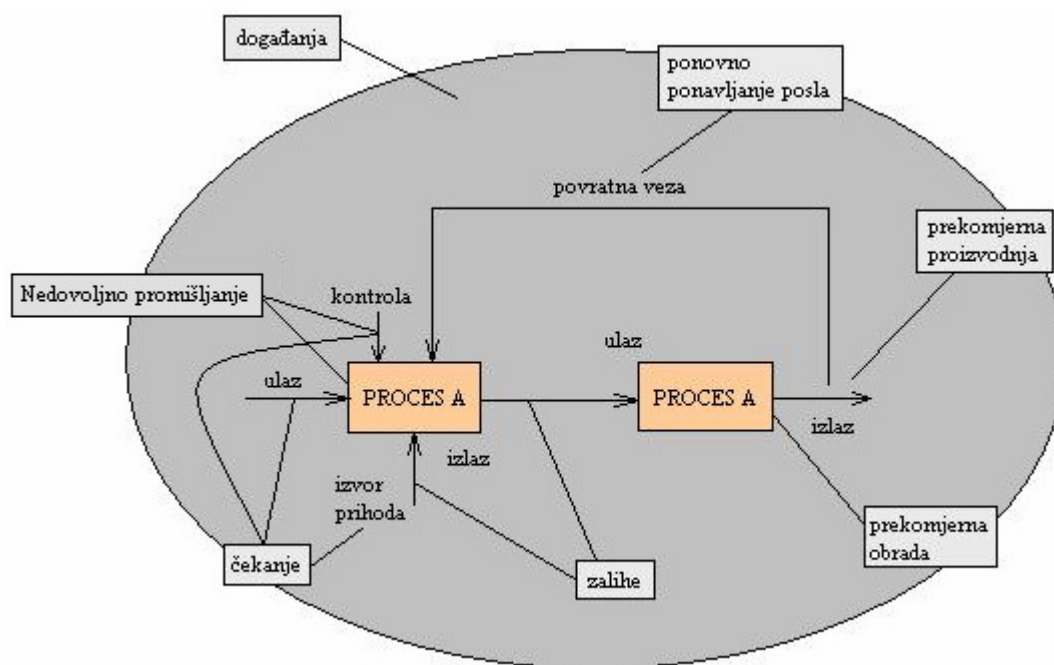 događanja
ponovno
ponavljanje posla
povratna veza
prekomjerna
proizvodnja
Nedovoljno promišljanje
kontrola
ulaz
ulaz
PROCES A
PROCES A
izlaz
izlaz
izvor
prihoda
prekomjerna
obrada
čekanje
zalihe